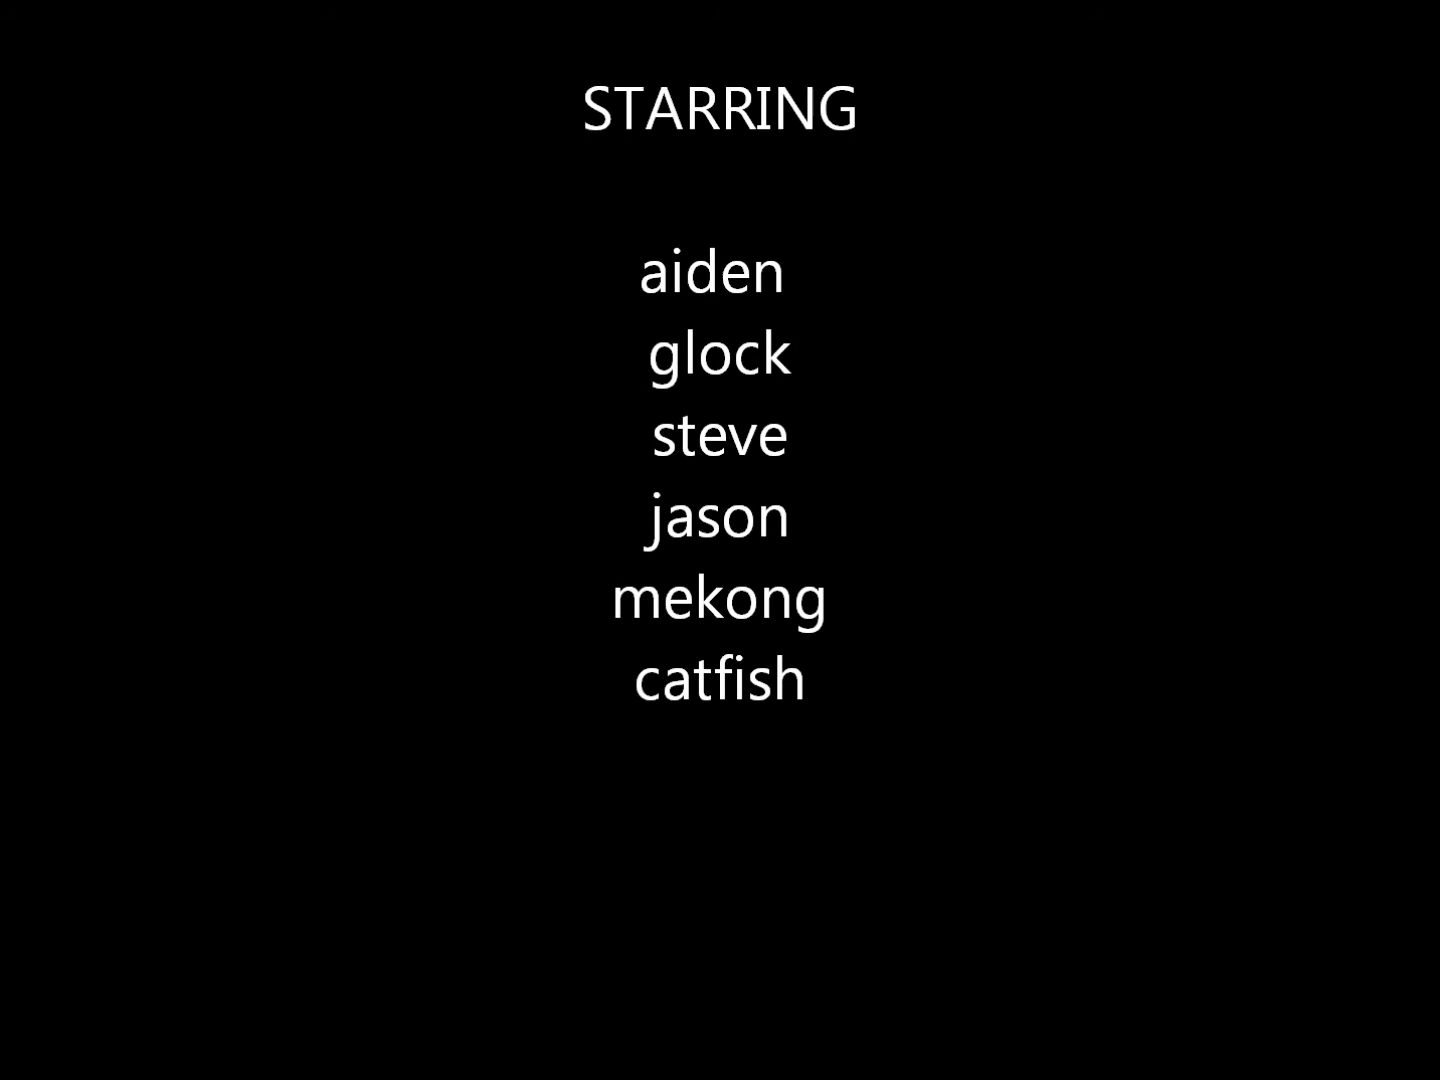 STARRING
aiden
glock
steve
jason
mekong
catfish